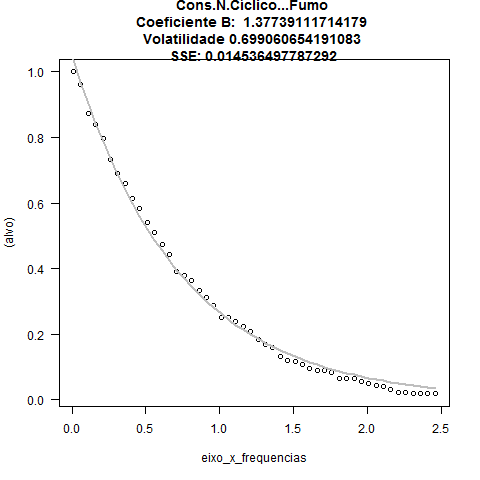 Cons.N.Ciclico...Fumo
Coeficiente B:  1.37739111714179
Volatilidade 0.699060654191083
SSE: 0.014536497787292
1.0
0.8
0.6
0.4
0.2
0.0
(alvo)
0.0 0.5 1.0 1.5 2.0 2.5
eixo_x_frequencias